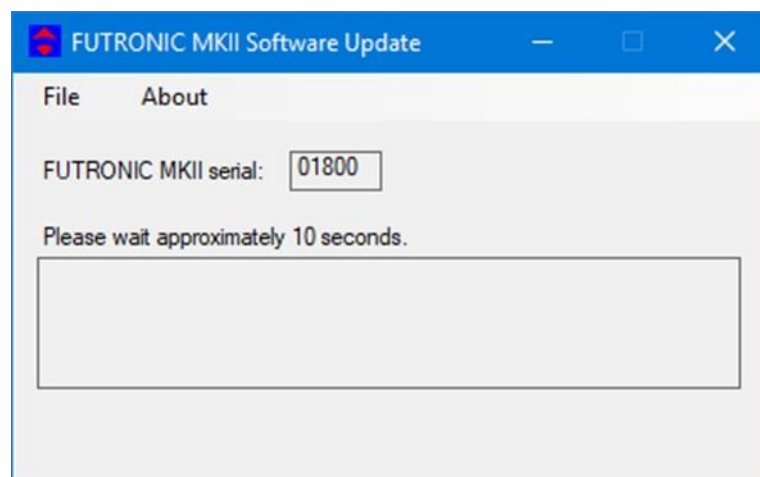 FUTRONIC MKII Software Update
File About
FUTRONIC MKII serial: 01800
Please wait approximately 10 seconds.